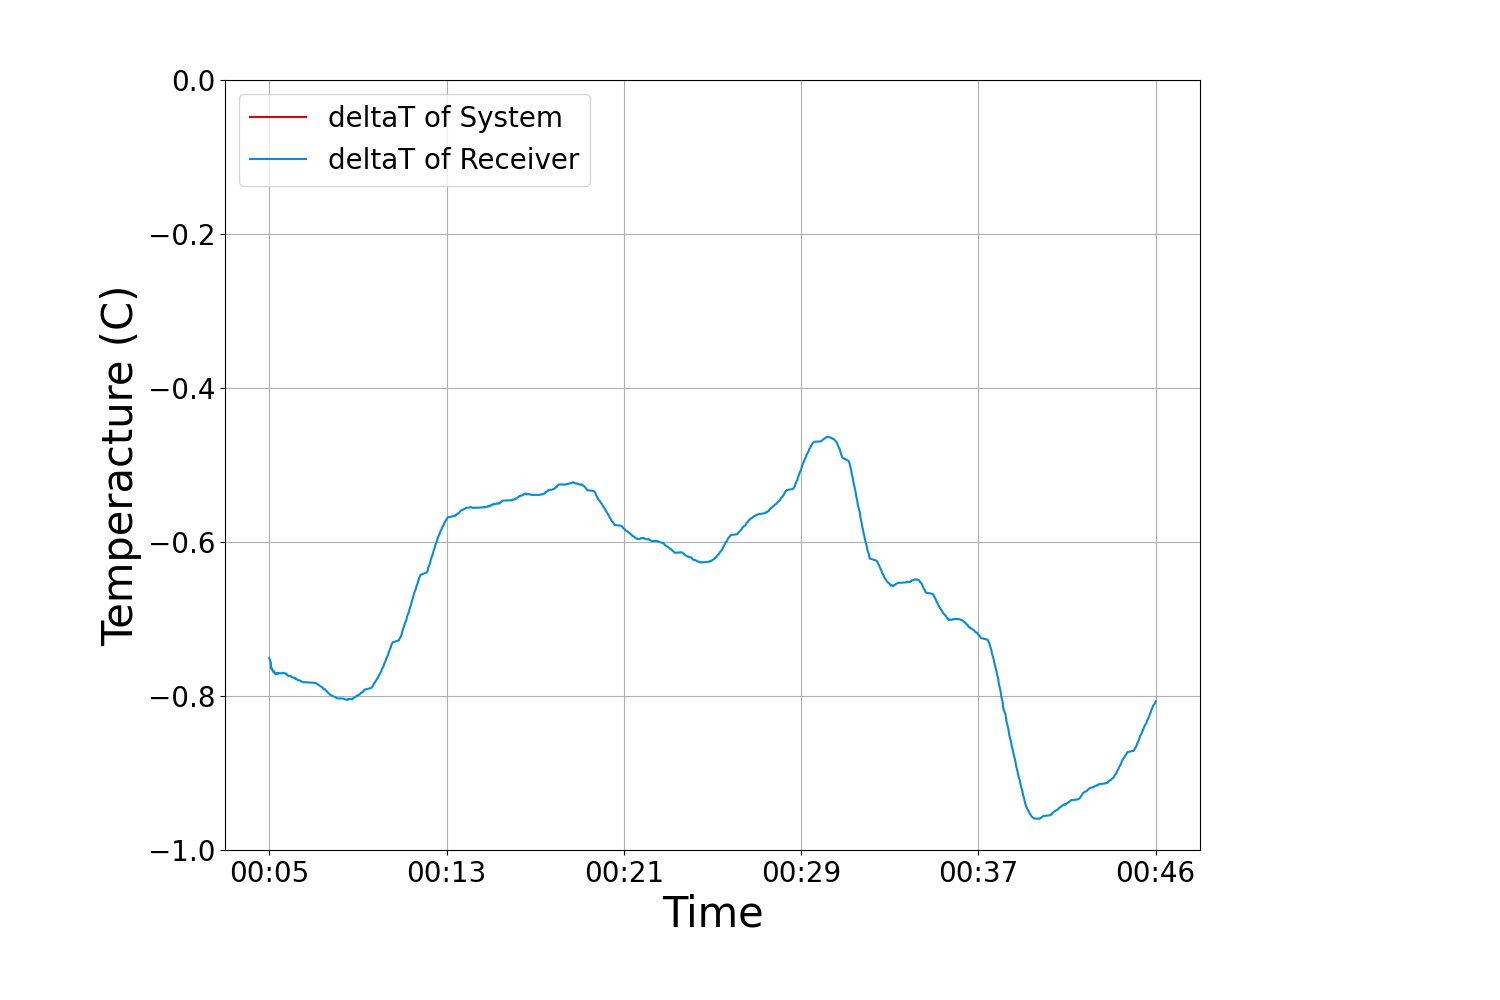 0.0
deltaT of System
deltaT of Receiver
−0.2
−0.4
−0.6
−0.8
−1.0
Temperacture (C)
00:05 00:13 00:21 00:29 00:37 00:46
Time